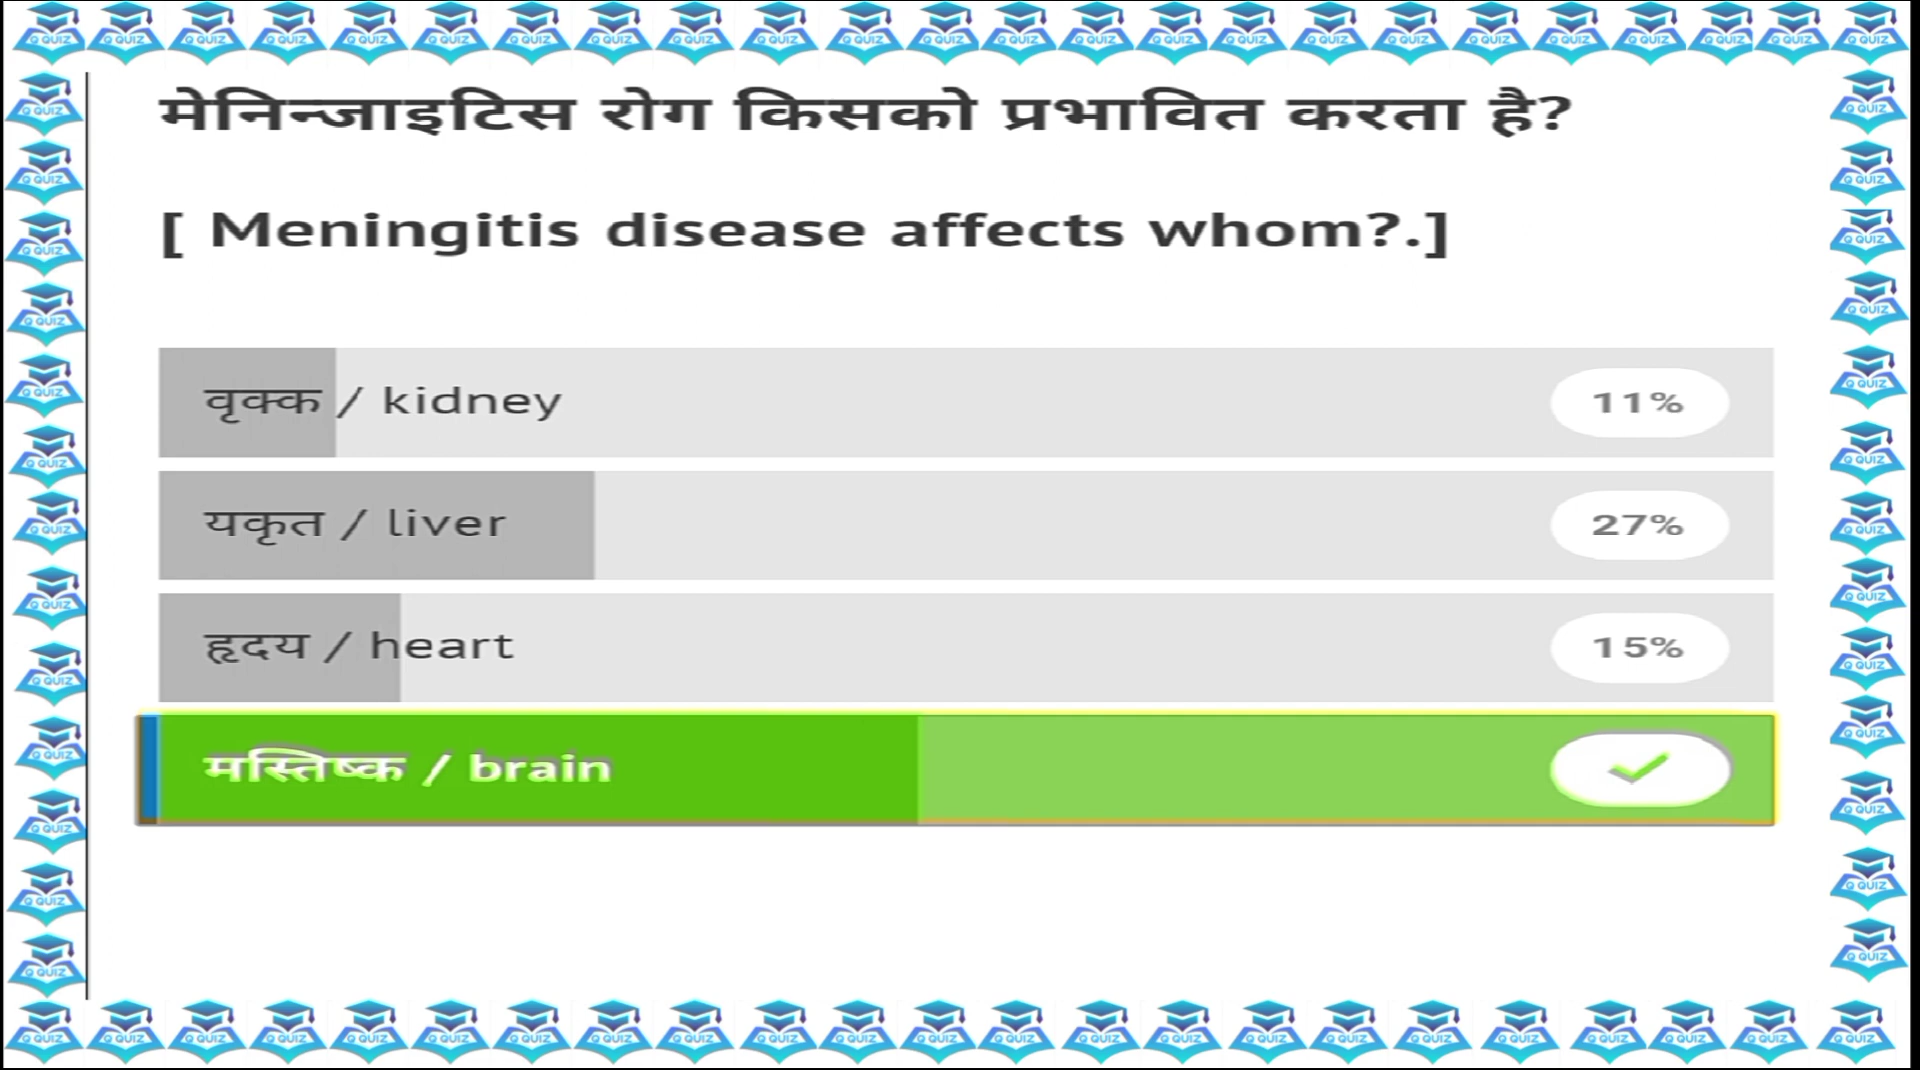 मेनिन्जाइटिस रोग किसको प्रभावित करता है?
[ Meningitis disease affects whom?.]
वृक्क / kidney 11%
यकृत / liver 27%
हृदय / heart 15%
मस्तिष्क / brain